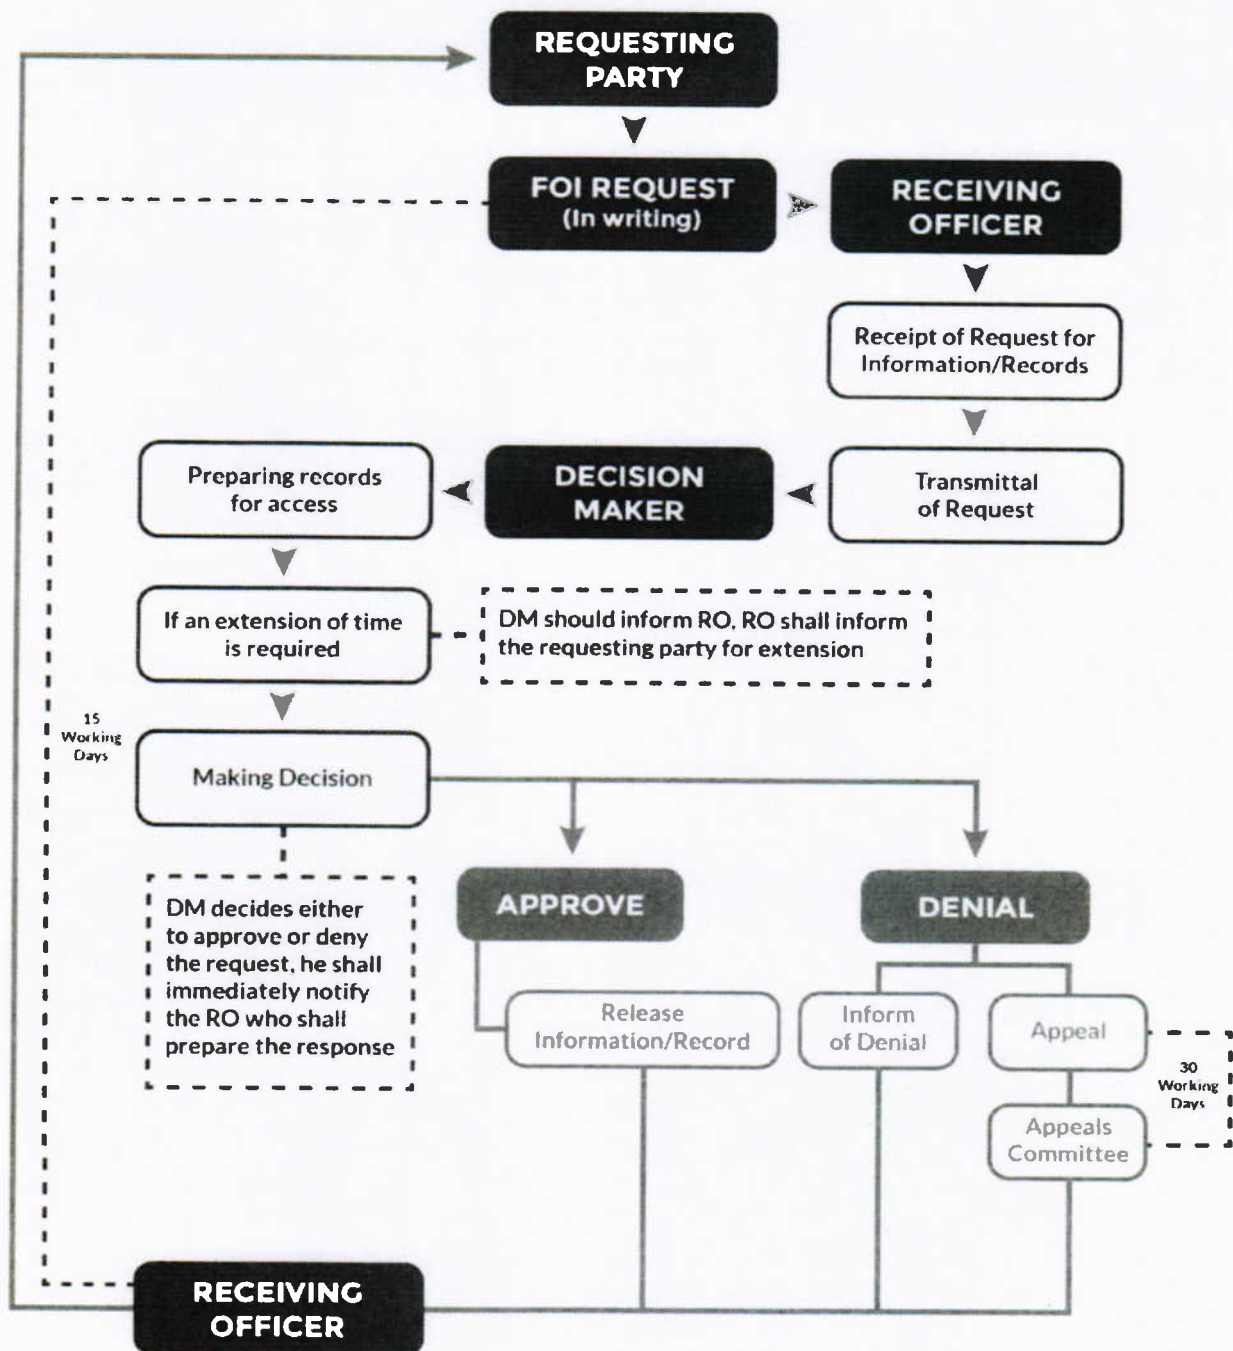 REQUESTING
PARTY
FOI REQUEST
(In writing)
RECEIVING
OFFICER
Receipt of Request for
Information/Records
Transmittal
of Request
DECISION
MAKER
Preparing records
for access
If an extension of time
is required
DM should inform RO, RO shall inform
the requesting party for extension
15
Working
Days
Making Decision
DM decides either
to approve or deny
the request, he shall
immediately notify
the RO who shall
prepare the response
APPROVE
DENIAL
Release
Information/Record
Inform
of Denial
Appeal
30
Working
Days
Appeals
Committee
RECEIVING
OFFICER